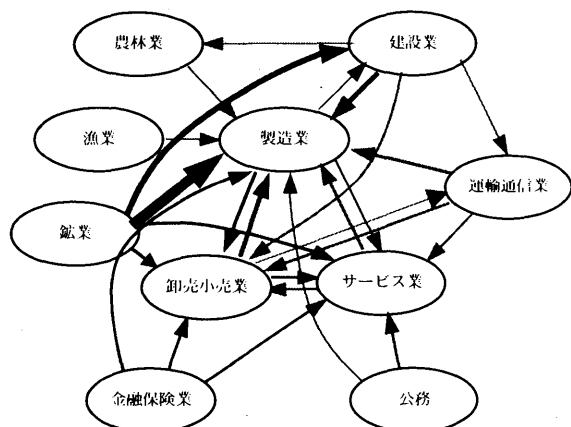 農林業
建設業
漁業
製造業
運輸通信業
鉱業
卸売小売業
サービス業
金融保険業
公務